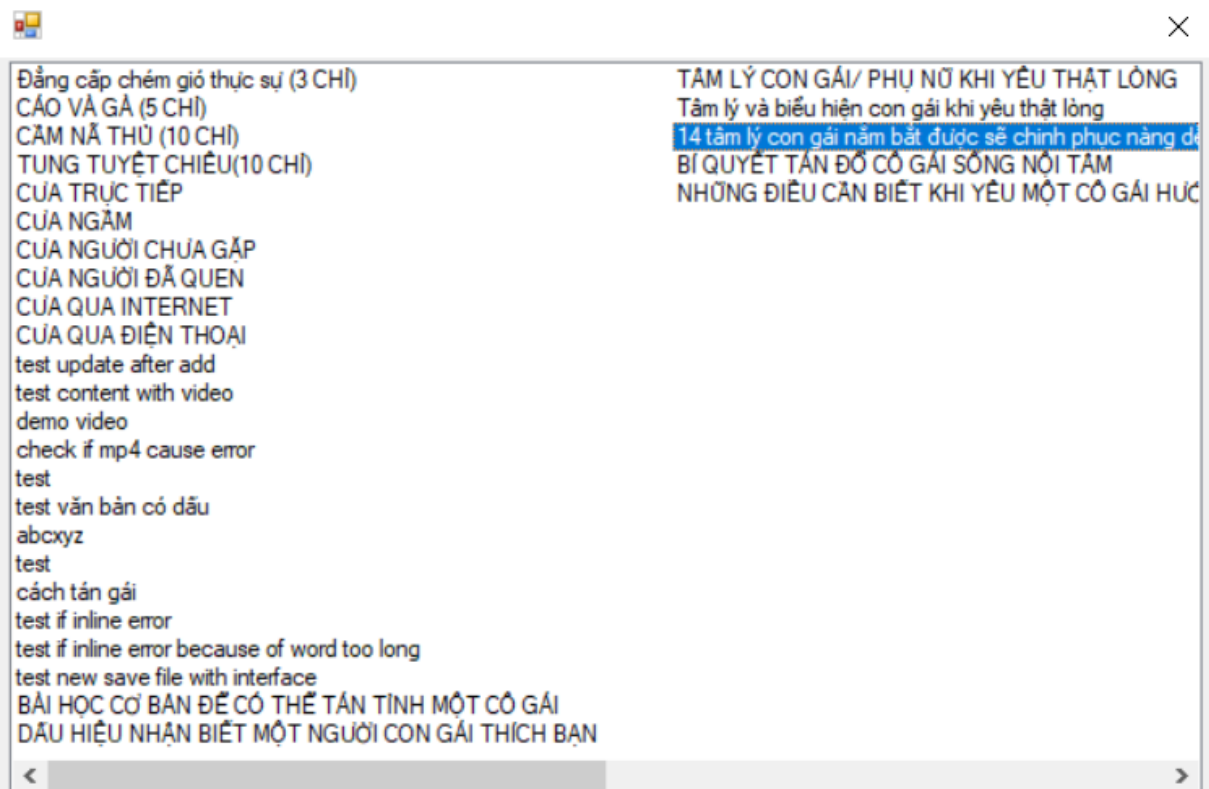 Đẳng cấp chém gió thực sự (3 CHỈ)
CÁO VÀ GÀ (5 CHỈ)
CẦM NÃ THỦ (10 CHỈ)
TUNG TUYỆT CHIÊU(10 CHỈ)
CƯA TRỰC TIẾP
CƯA NGẦM
CƯA NGƯỜI CHƯA GẶP
CƯA NGƯỜI ĐÃ QUEN
CƯA QUA INTERNET
CƯA QUA ĐIỆN THOẠI
test update after add
test content with video
demo video
check if mp4 cause error
test
test văn bản có dấu
abcxyz
test
cách tán gái
test if inline error
test if inline error because of word too long
test new save file with interface
BÀI HỌC CƠ BẢN ĐỂ CÓ THỂ TÁN TỈNH MỘT CÔ GÁI
DẤU HIỆU NHẬN BIẾT MỘT NGƯỜI CON GÁI THÍCH BẠN
TÂM LÝ CON GÁI/ PHỤ NỮ KHI YÊU THẬT LÒNG
Tâm lý và biểu hiện con gái khi yêu thật lòng
14 tâm lý con gái nắm bắt được sẽ chinh phục nàng dễ
BÍ QUYẾT TÁN ĐỔ CÔ GÁI SỐNG NỘI TÂM
NHỮNG ĐIỀU CẦN BIẾT KHI YÊU MỘT CÔ GÁI